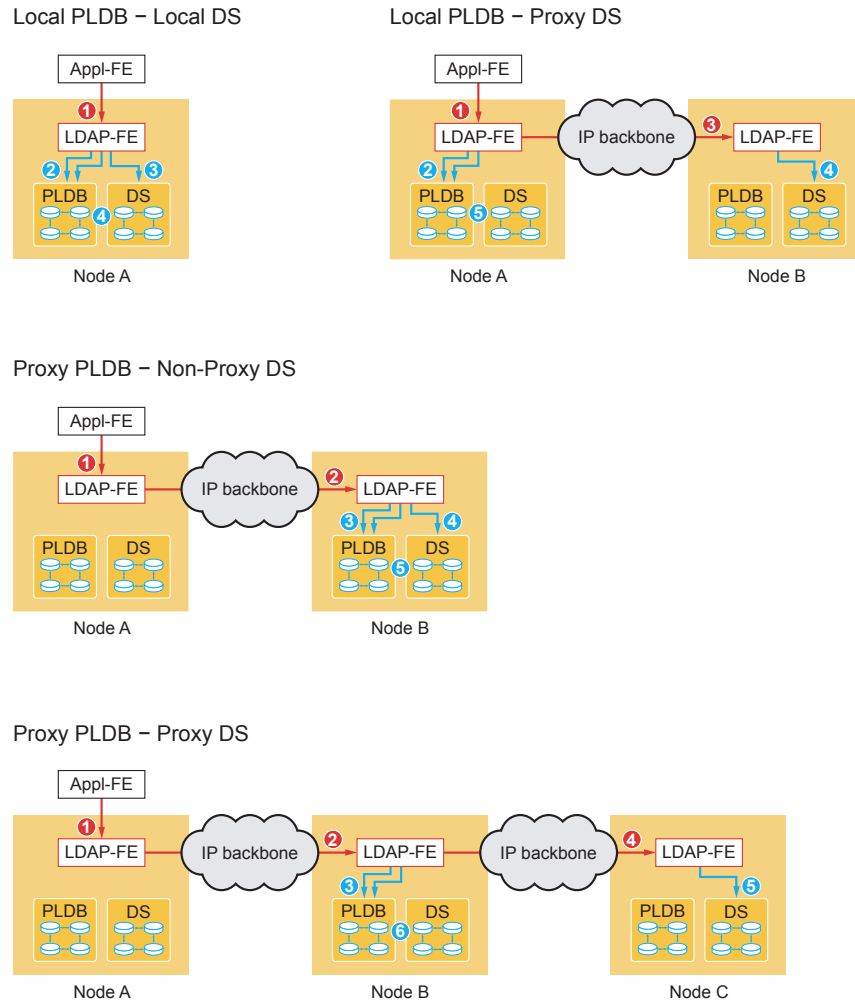 Local PLDB – Local DS
Local PLDB – Proxy DS
Appl-FE
Appl-FE
1
1
3
LDAP-FE
LDAP-FE
IP backbone
LDAP-FE
2
3
2
4
PLDB
DS
PLDB
DS
PLDB
DS
4
5
Node A
Node A
Node B
Proxy PLDB – Non-Proxy DS
Appl-FE
1
2
LDAP-FE
IP backbone
LDAP-FE
3
4
PLDB
DS
PLDB
DS
5
Node A
Node B
Proxy PLDB – Proxy DS
Appl-FE
1
2
4
LDAP-FE
IP backbone
LDAP-FE
IP backbone
LDAP-FE
3
5
PLDB
DS
PLDB
DS
PLDB
DS
6
Node A
Node B
Node C